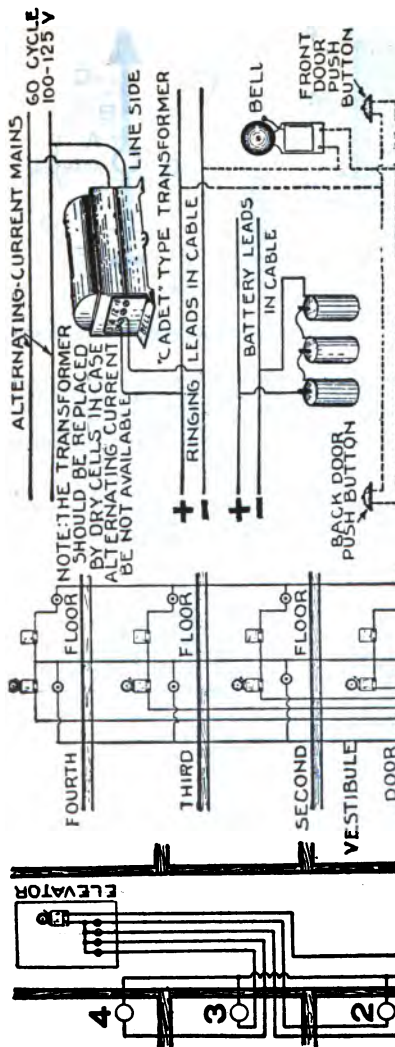 ALTERNATING-CURRENT MAINS
60 CYCLE
100-125 V
NOTE: THE TRANSFORMER
SHOULD BE REPLACED
BY DRY CELLS IN CASE
ALTERNATING CURRENT
BE NOT AVAILABLE
LINE SIDE
"CADET" TYPE TRANSFORMER
+
RINGING LEADS IN CABLE
-
+
BATTERY LEADS
IN CABLE
-
BELL
FRONT
DOOR
PUSH
BUTTON
BACK DOOR
PUSH BUTTON
FOURTH FLOOR
THIRD FLOOR
SECOND FLOOR
VESTIBULE
DOOR
ELEVATOR
4
3
2